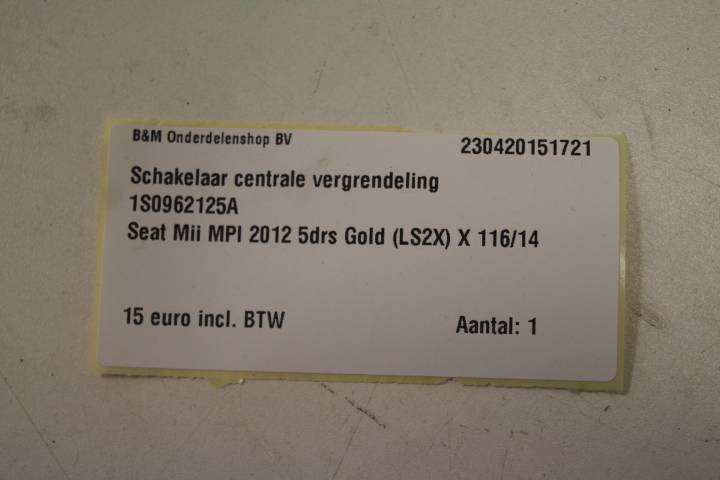 B&M Onderdelenshop BV 230420151721
Schakelaar centrale vergrendeling
1S0962125A
Seat Mii MPI 2012 5drs Gold (LS2X) X 116/14
15 euro incl. BTW Aantal: 1